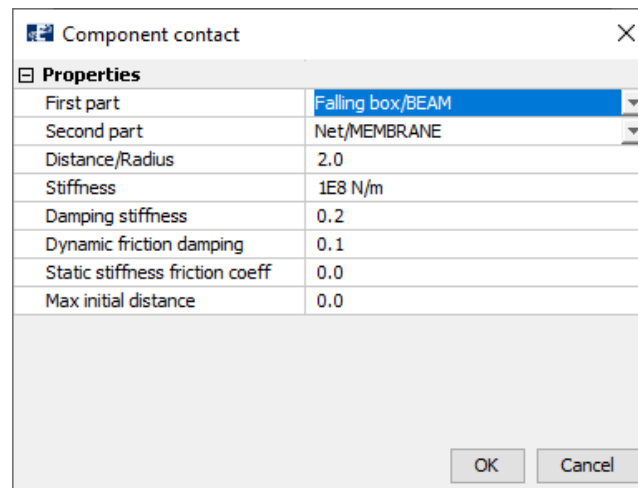 Component contact
Properties
First part Falling box/BEAM
Second part Net/MEMBRANE
Distance/Radius 2.0
Stiffness 1E8 N/m
Damping stiffness 0.2
Dynamic friction damping 0.1
Static stiffness friction coeff 0.0
Max initial distance 0.0
OK Cancel